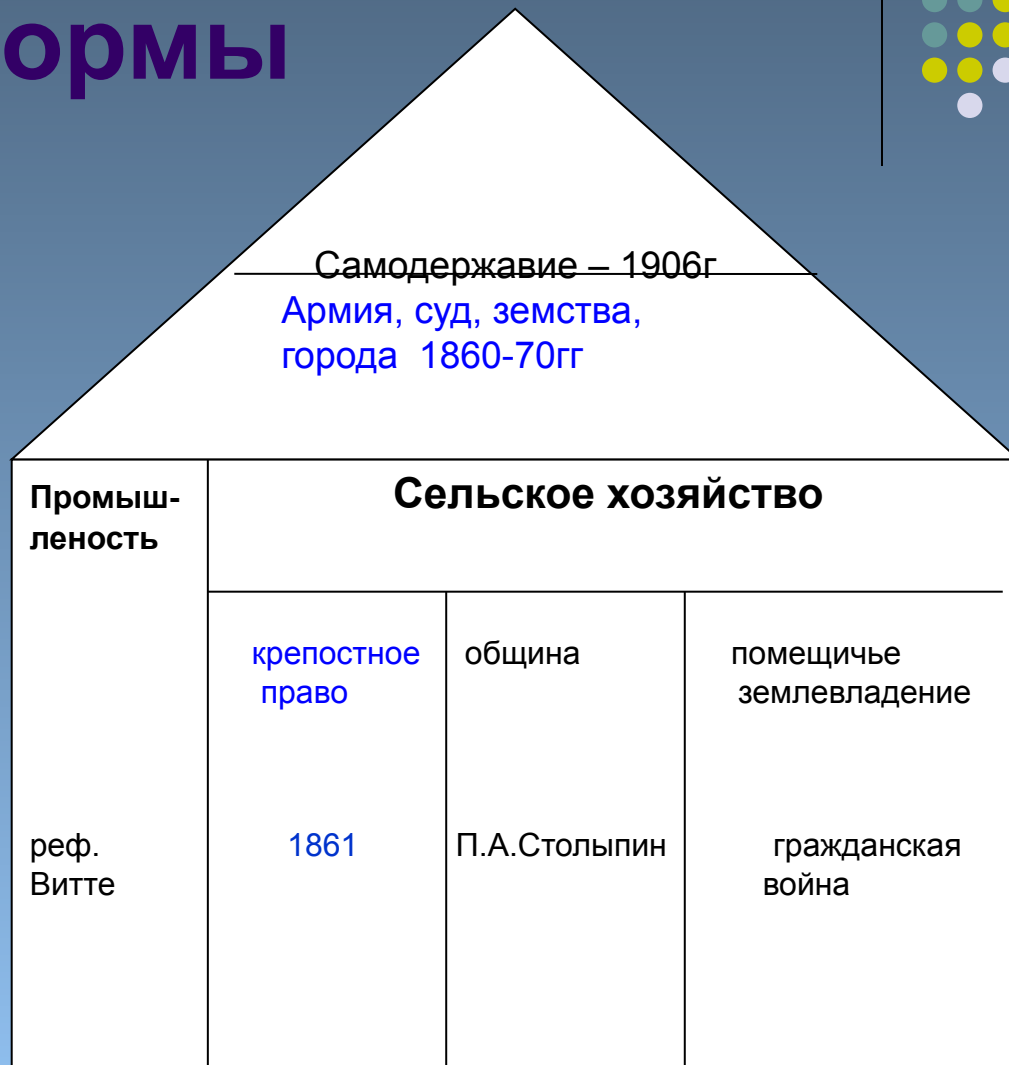 ормы
Самодержавие – 1906г
Армия, суд, земства,
города 1860-70гг
Промыш-
леность
Сельское хозяйство
крепостное
право
община
помещичье
землевладение
реф.
Витте
1861
П.А.Столыпин
гражданская
война